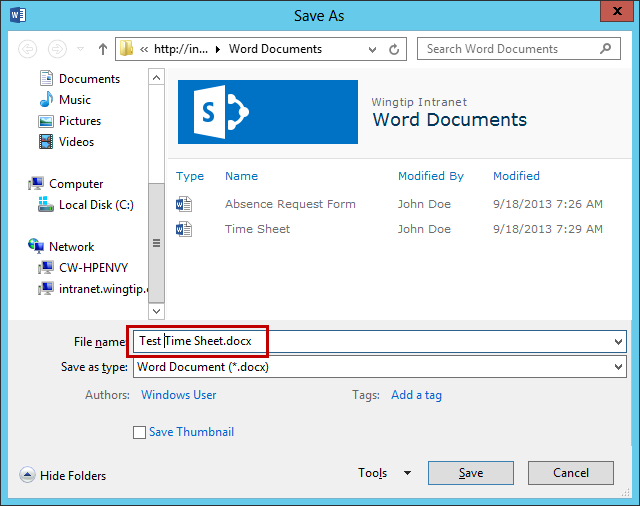 Save As
« http://in... Word Documents
Search Word Documents
Documents
Music
Pictures
Videos
Computer
Local Disk (C:)
Network
CW-HPENVY
intranet.wingtip.
Wingtip Intranet
Word Documents
Type Name Modified By Modified
Absence Request Form John Doe 9/18/2013 7:26 AM
Time Sheet John Doe 9/18/2013 7:29 AM
File name: Test Time Sheet.docx
Save as type: Word Document (*.docx)
Authors: Windows User Tags: Add a tag
Save Thumbnail
Hide Folders
Tools
Save
Cancel